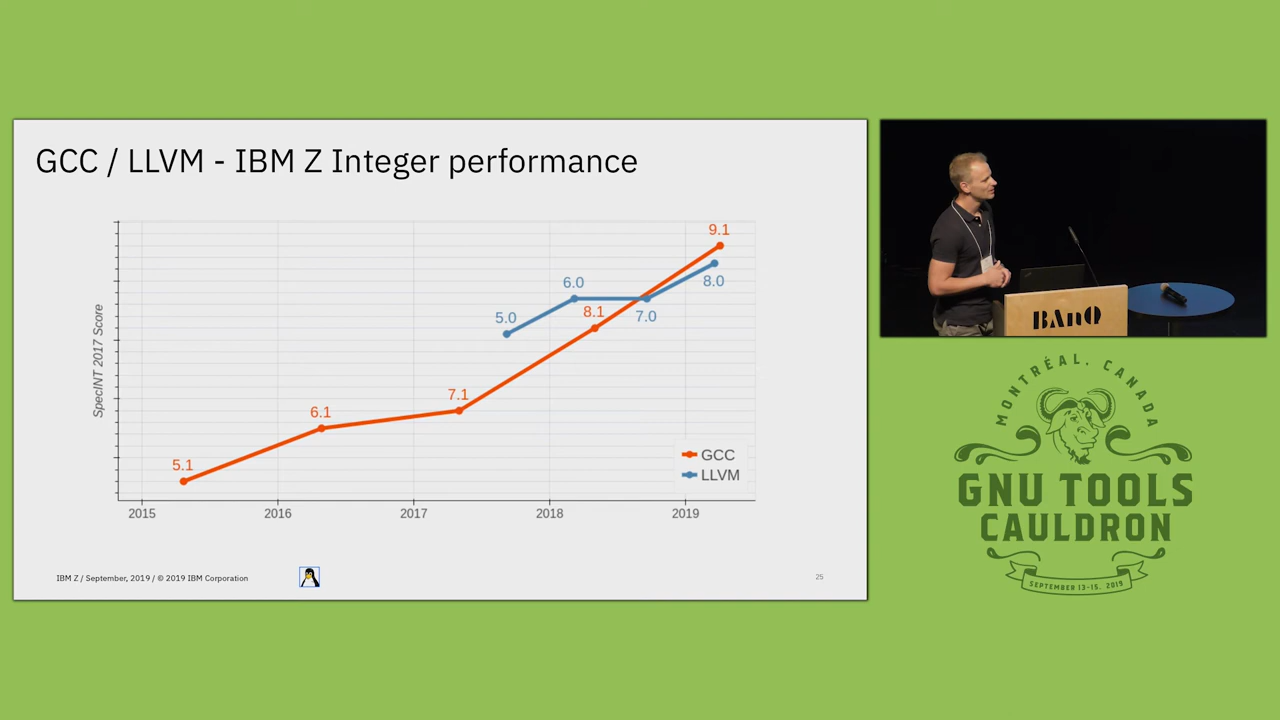 GCC / LLVM - IBM Z Integer performance
9.1
6.0
8.0
5.0
8.1
7.0
7.1
6.1
5.1
SpecINT 2017 Score
GCC
LLVM
2015
2016
2017
2018
2019
IBM Z / September, 2019 / © 2019 IBM Corporation
25
BAnQ
MONTRÉAL, CANADA
GNU TOOLS
CAULDRON
SEPTEMBER 13-15, 2019